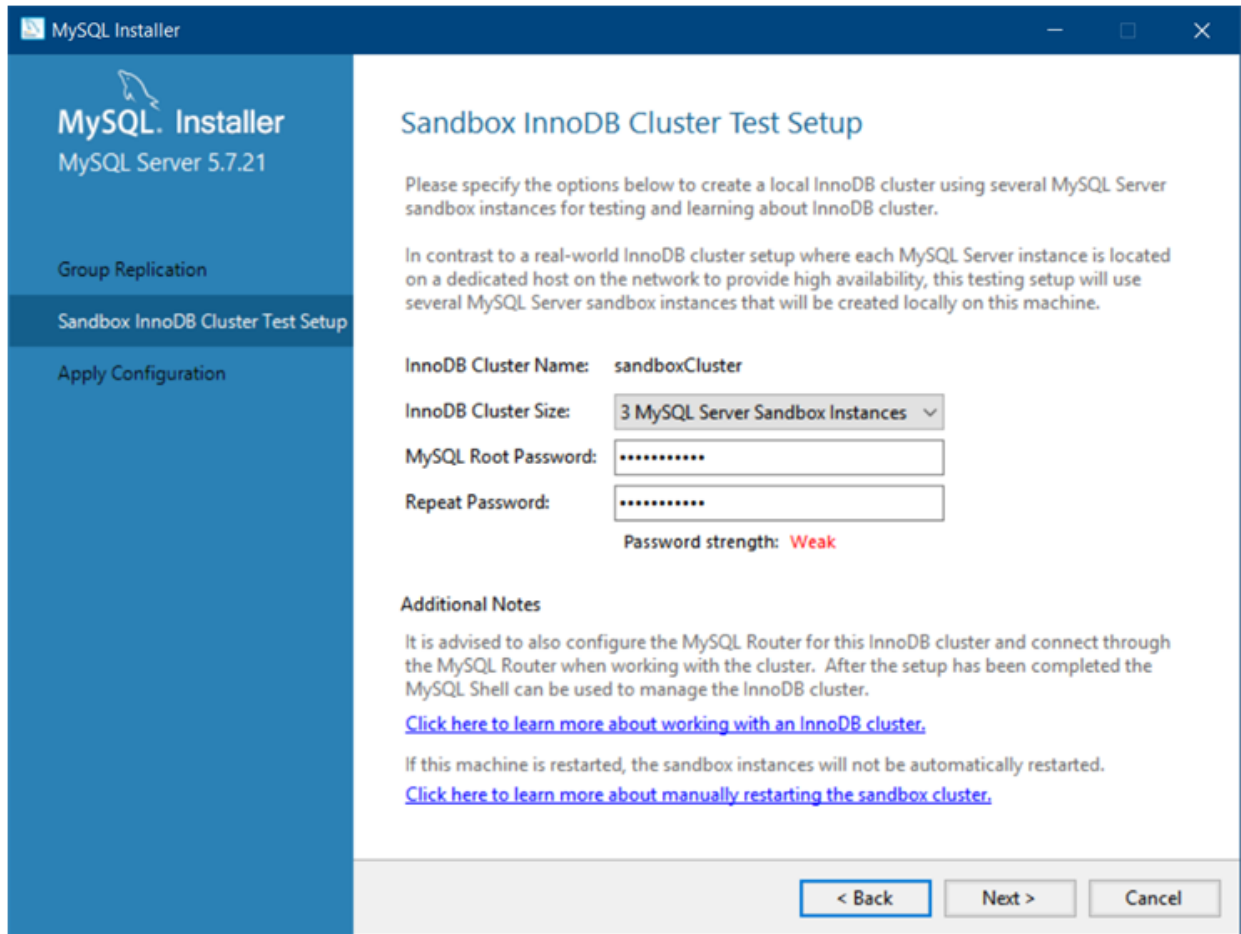 MySQL Installer
MySQL. Installer
MySQL Server 5.7.21
Group Replication
Sandbox InnoDB Cluster Test Setup
Apply Configuration
Sandbox InnoDB Cluster Test Setup
Please specify the options below to create a local InnoDB cluster using several MySQL Server
sandbox instances for testing and learning about InnoDB cluster.
In contrast to a real-world InnoDB cluster setup where each MySQL Server instance is located
on a dedicated host on the network to provide high availability, this testing setup will use
several MySQL Server sandbox instances that will be created locally on this machine.
InnoDB Cluster Name: sandboxCluster
InnoDB Cluster Size: 3 MySQL Server Sandbox Instances
MySQL Root Password: •••••••••••
Repeat Password: •••••••••••
Password strength: Weak
Additional Notes
It is advised to also configure the MySQL Router for this InnoDB cluster and connect through
the MySQL Router when working with the cluster. After the setup has been completed the
MySQL Shell can be used to manage the InnoDB cluster.
Click here to learn more about working with an InnoDB cluster.
If this machine is restarted, the sandbox instances will not be automatically restarted.
Click here to learn more about manually restarting the sandbox cluster.
< Back Next > Cancel